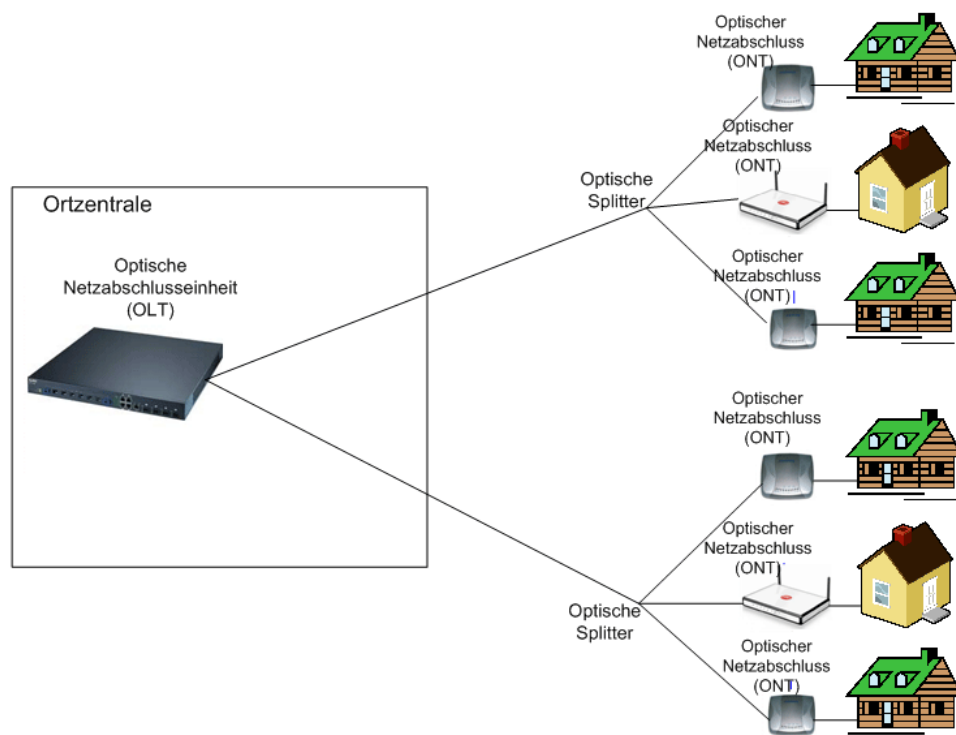 Optischer
Netzabschluss
(ONT)
Optischer
Netzabschluss
(ONT)
Optische
Splitter
Ortzentrale
Optischer
Netzabschluss
(ONT)
Optische
Netzabschlusseinheit
(OLT)
Optischer
Netzabschluss
(ONT)
Optischer
Netzabschluss
(ONT)
Optische
Splitter
Optischer
Netzabschluss
(ONT)